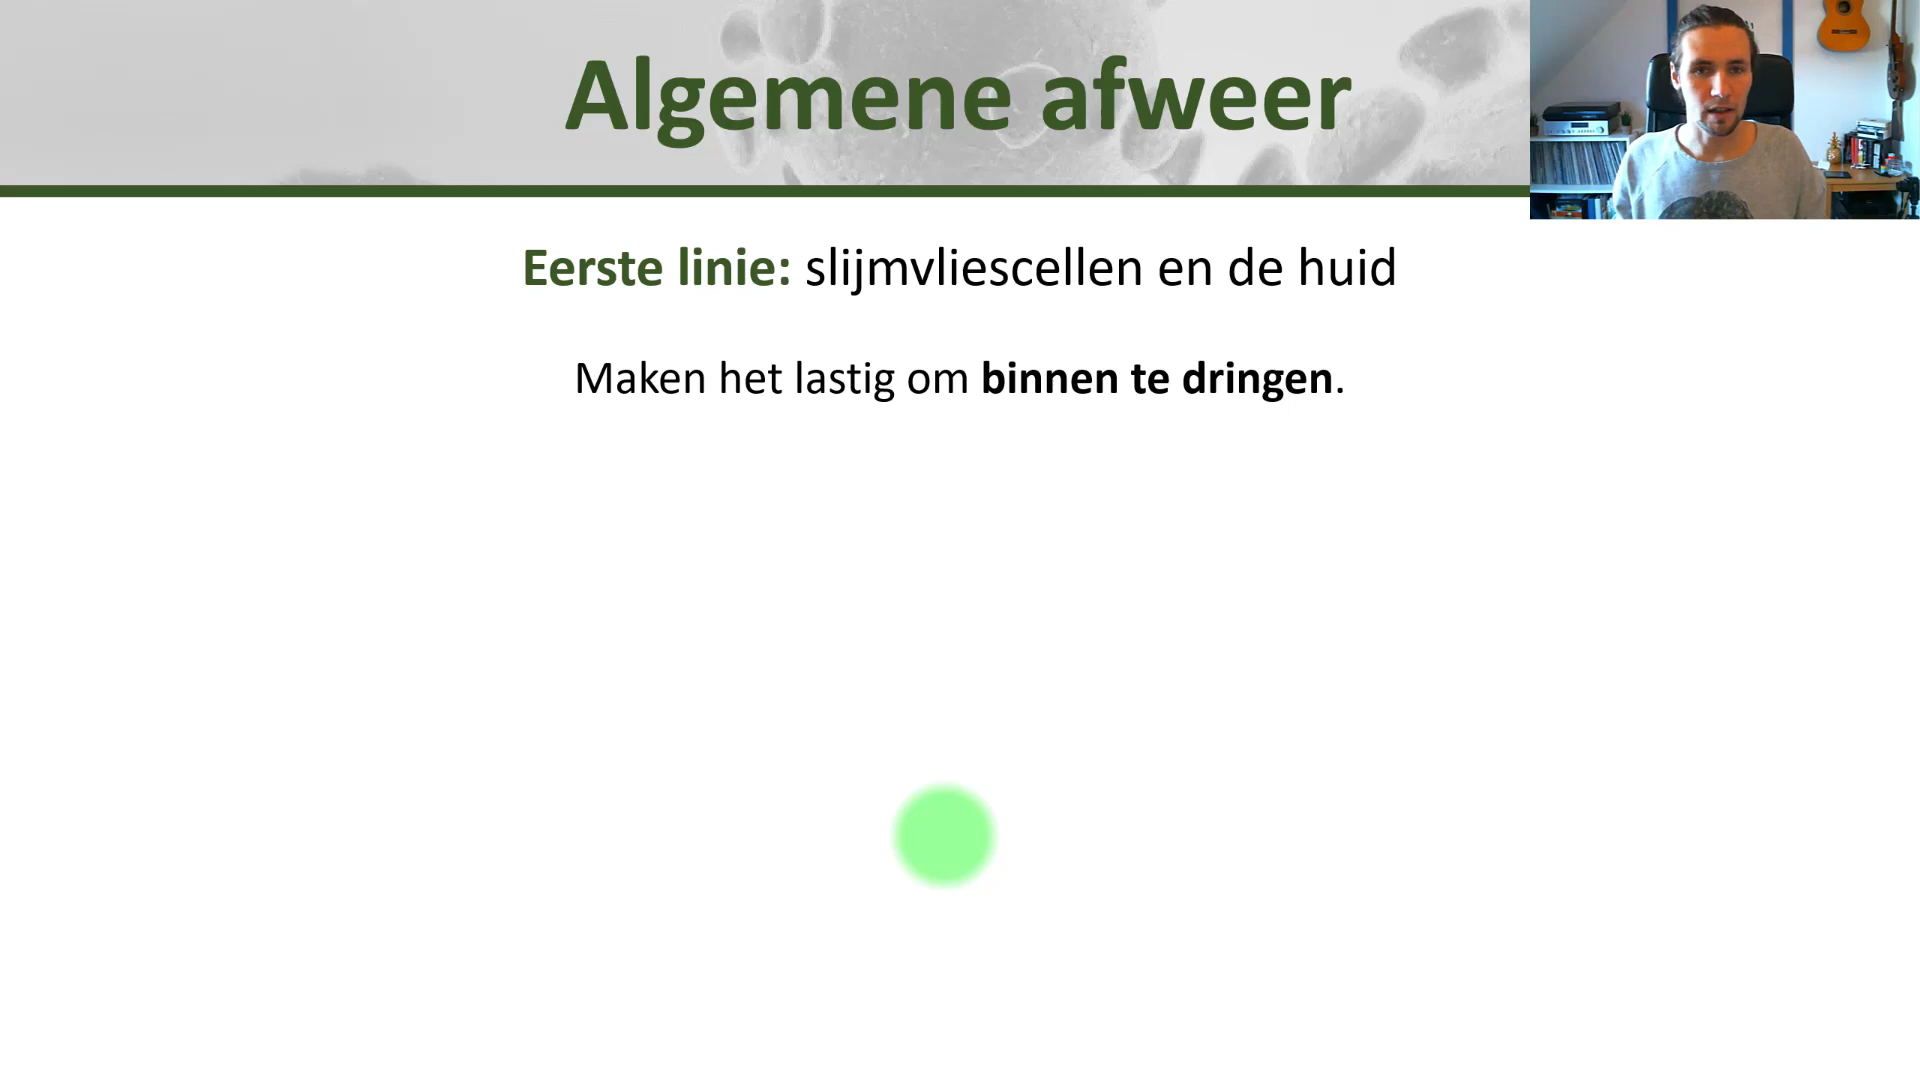 Algemene afweer
Eerste linie: slijmvliescellen en de huid
Maken het lastig om binnen te dringen.